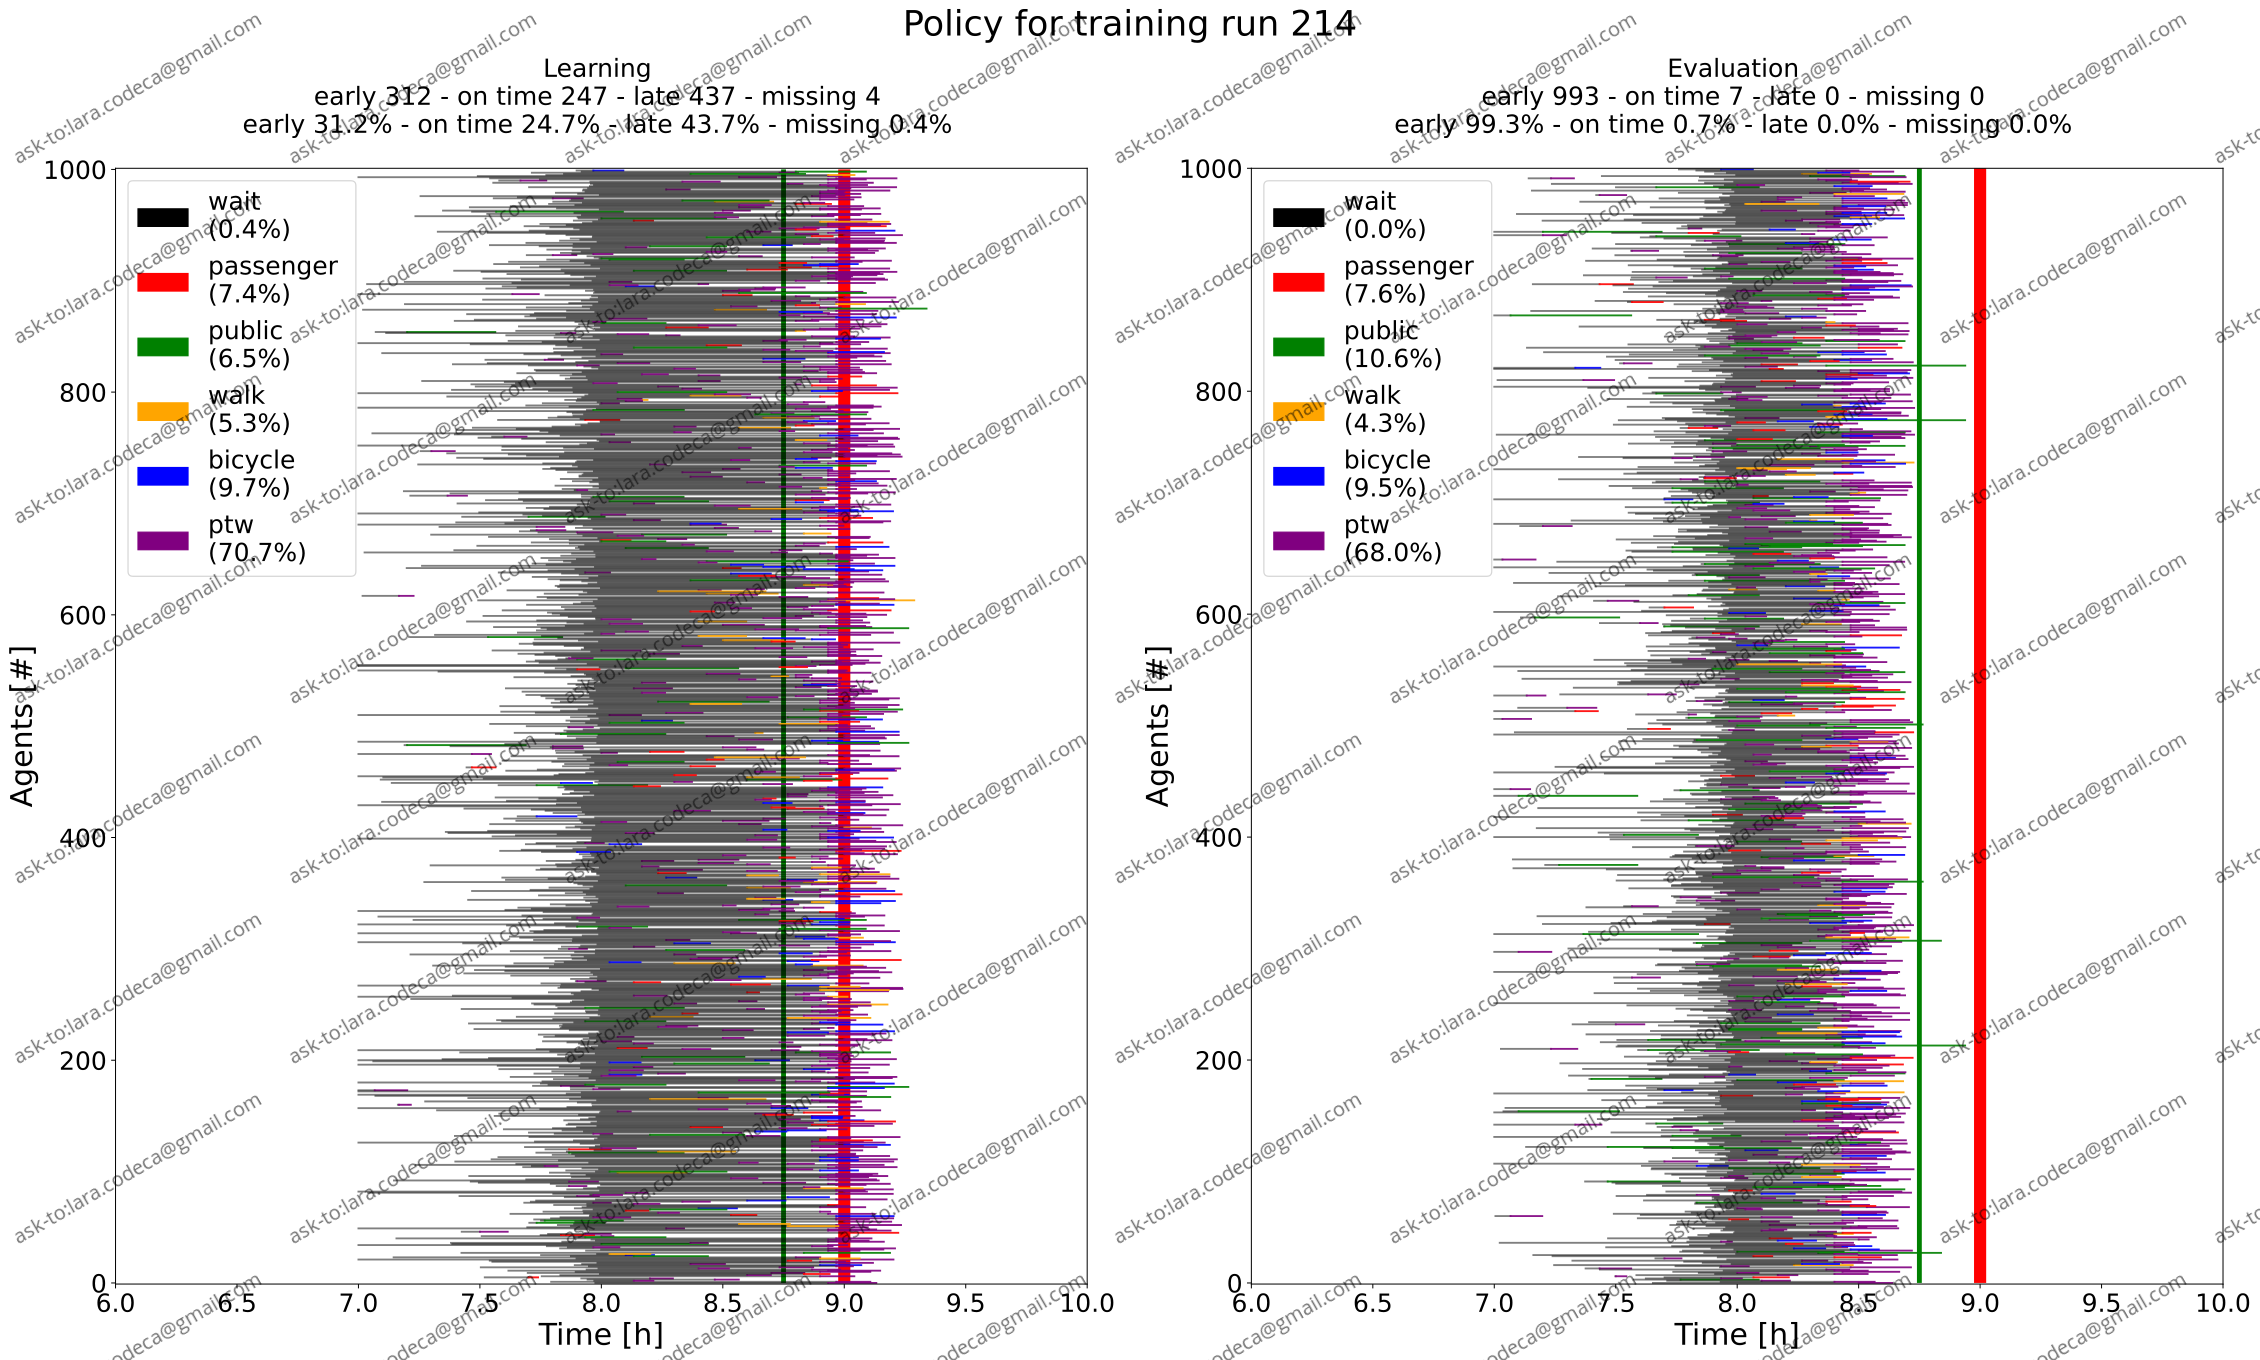 Policy for training run 214
Learning
early 312 - on time 247 - late 437 - missing 4
early 31.2% - on time 24.7% - late 43.7% - missing 0.4%
1000
800
600
400
200
0
Agents [#]
wait
(0.4%)
passenger
(7.4%)
public
(6.5%)
walk
(5.3%)
bicycle
(9.7%)
ptw
(70.7%)
6.0 6.5 7.0 7.5 8.0 8.5 9.0 9.5 10.0
Time [h]
Evaluation
early 993 - on time 7 - late 0 - missing 0
early 99.3% - on time 0.7% - late 0.0% - missing 0.0%
1000
800
600
400
200
0
Agents [#]
wait
(0.0%)
passenger
(7.6%)
public
(10.6%)
walk
(4.3%)
bicycle
(9.5%)
ptw
(68.0%)
6.0 6.5 7.0 7.5 8.0 8.5 9.0 9.5 10.0
Time [h]
ask-to:lara.codeca@gmail.com